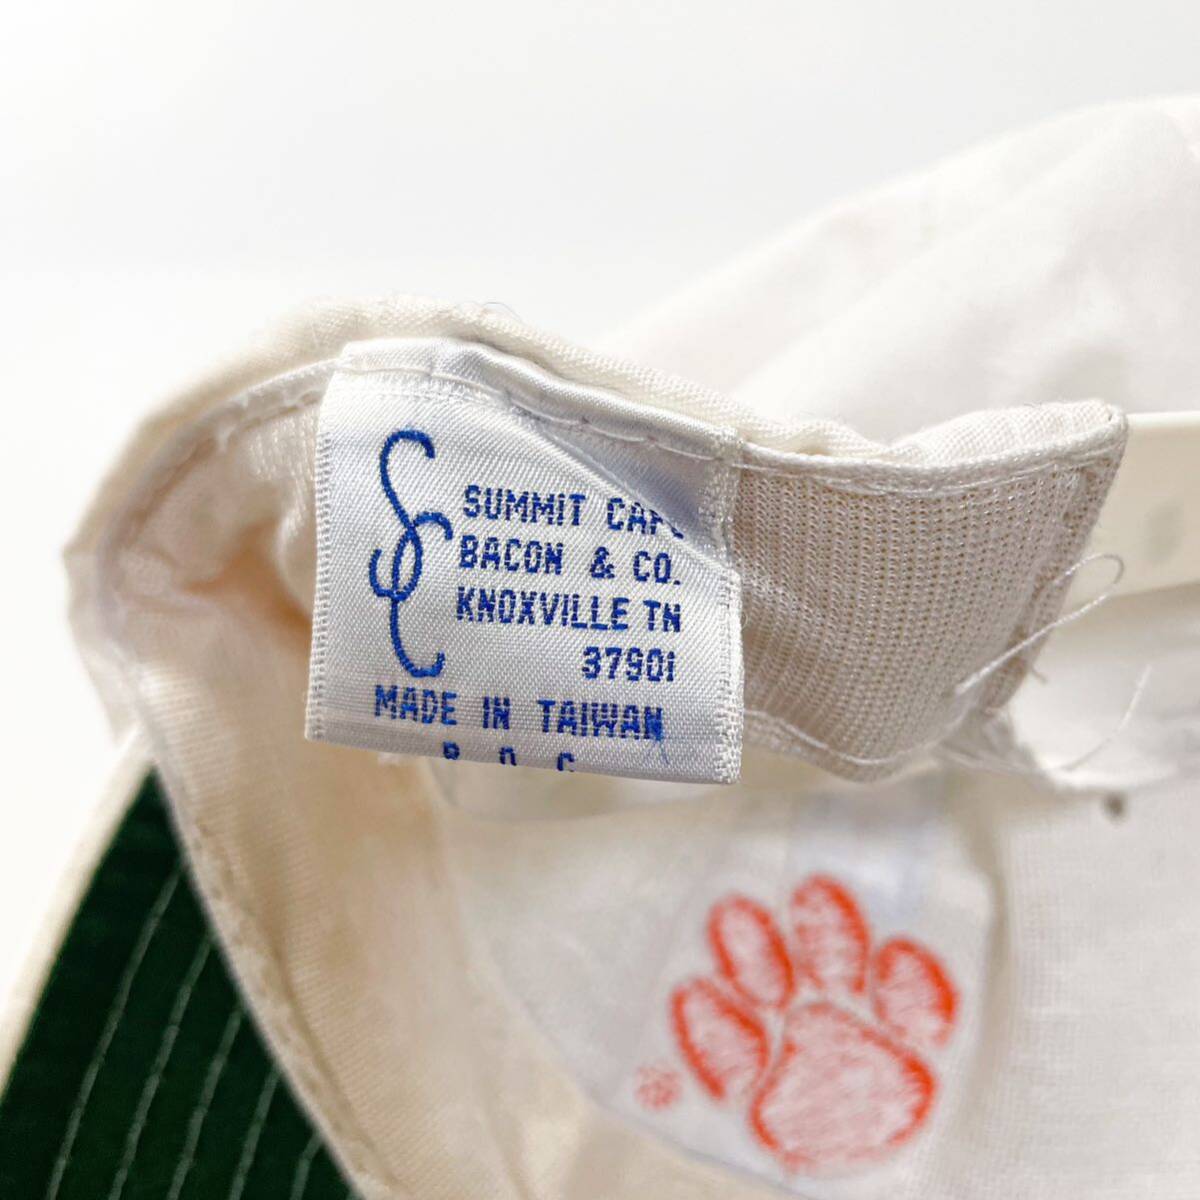 SC
SUMMIT CAPS
BACON & CO.
KNOXVILLE TN
37901
MADE IN TAIWAN
R O C